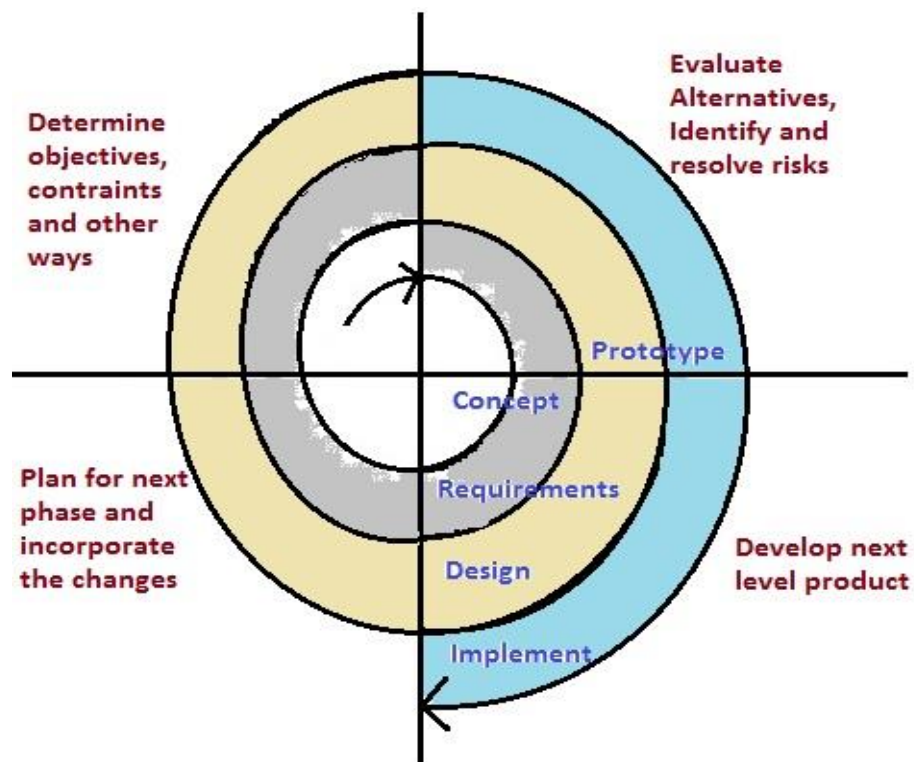 Determine
objectives,
contraints
and other
ways
Evaluate
Alternatives,
Identify and
resolve risks
Prototype
Concept
Requirements
Design
Implement
Plan for next
phase and
incorporate
the changes
Develop next
level product